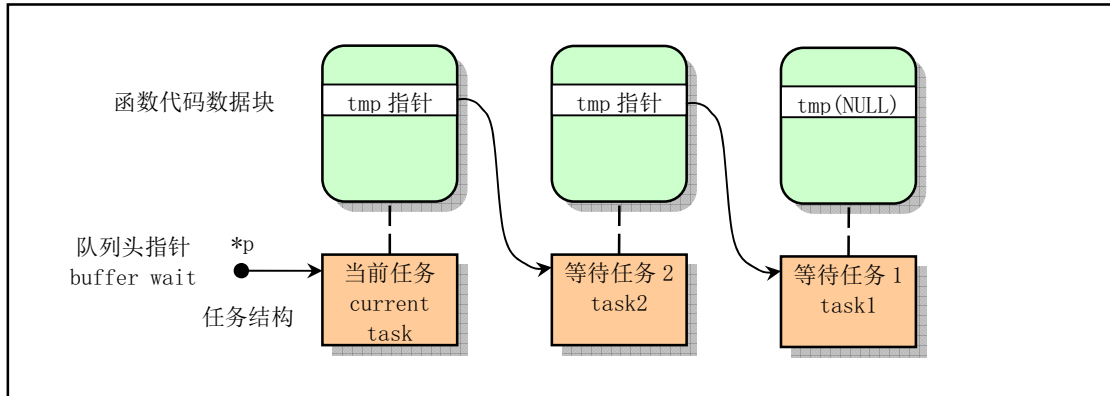 函数代码数据块
tmp 指针
tmp 指针
tmp(NULL)
队列头指针
buffer wait
*p
任务结构
当前任务
current
task
等待任务 2
task2
等待任务 1
task1